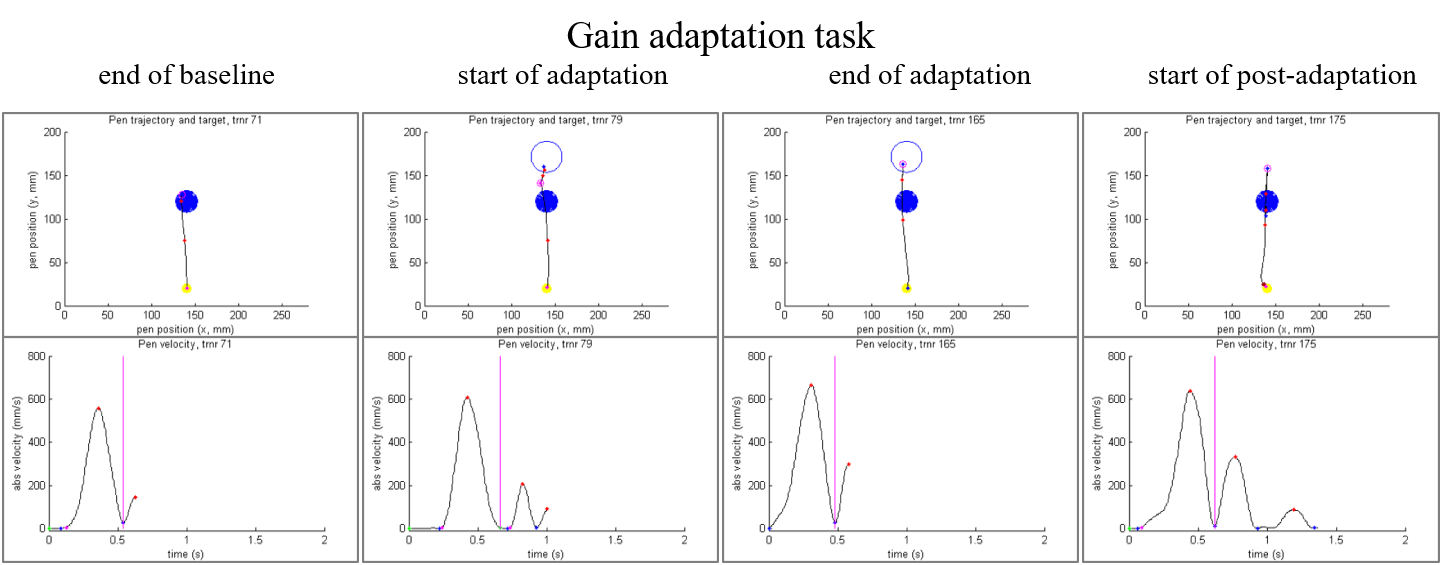 Gain adaptation task
end of baseline
start of adaptation
end of adaptation
start of post-adaptation
Pen trajectory and target, trnr 71
200
150
100
50
0
pen position (y, mm)
0 50 100 150 200 250
pen position (x, mm)
Pen trajectory and target, trnr 79
200
150
100
50
0
pen position (y, mm)
0 50 100 150 200 250
pen position (x, mm)
Pen trajectory and target, trnr 165
200
150
100
50
0
pen position (y, mm)
0 50 100 150 200 250
pen position (x, mm)
Pen trajectory and target, trnr 175
200
150
100
50
0
pen position (y, mm)
0 50 100 150 200 250
pen position (x, mm)
Pen velocity, trnr 71
800
600
400
200
0
abs velocity (mm/s)
0 0.5 1 1.5 2
time (s)
Pen velocity, trnr 79
800
600
400
200
0
abs velocity (mm/s)
0 0.5 1 1.5 2
time (s)
Pen velocity, trnr 165
800
600
400
200
0
abs velocity (mm/s)
0 0.5 1 1.5 2
time (s)
Pen velocity, trnr 175
800
600
400
200
0
abs velocity (mm/s)
0 0.5 1 1.5 2
time (s)